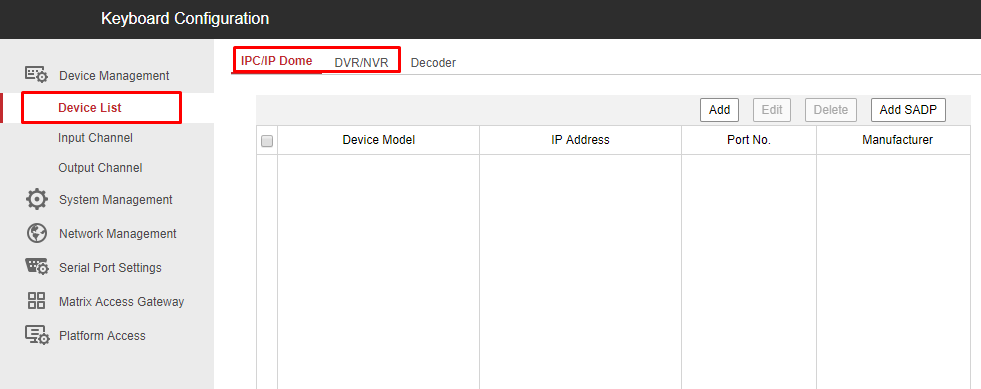 Keyboard Configuration
Device Management
Device List
Input Channel
Output Channel
System Management
Network Management
Serial Port Settings
Matrix Access Gateway
Platform Access
IPC/IP Dome DVR/NVR Decoder
Add Edit Delete Add SADP
Device Model IP Address Port No. Manufacturer